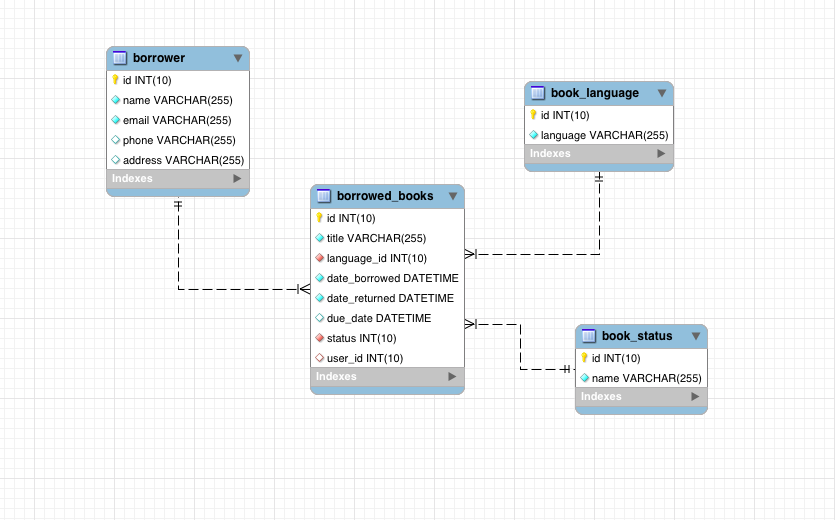 borrower
id INT(10)
name VARCHAR(255)
email VARCHAR(255)
phone VARCHAR(255)
address VARCHAR(255)
Indexes
book_language
id INT(10)
language VARCHAR(255)
Indexes
borrowed_books
id INT(10)
title VARCHAR(255)
language_id INT(10)
date_borrowed DATETIME
date_returned DATETIME
due_date DATETIME
status INT(10)
user_id INT(10)
Indexes
book_status
id INT(10)
name VARCHAR(255)
Indexes